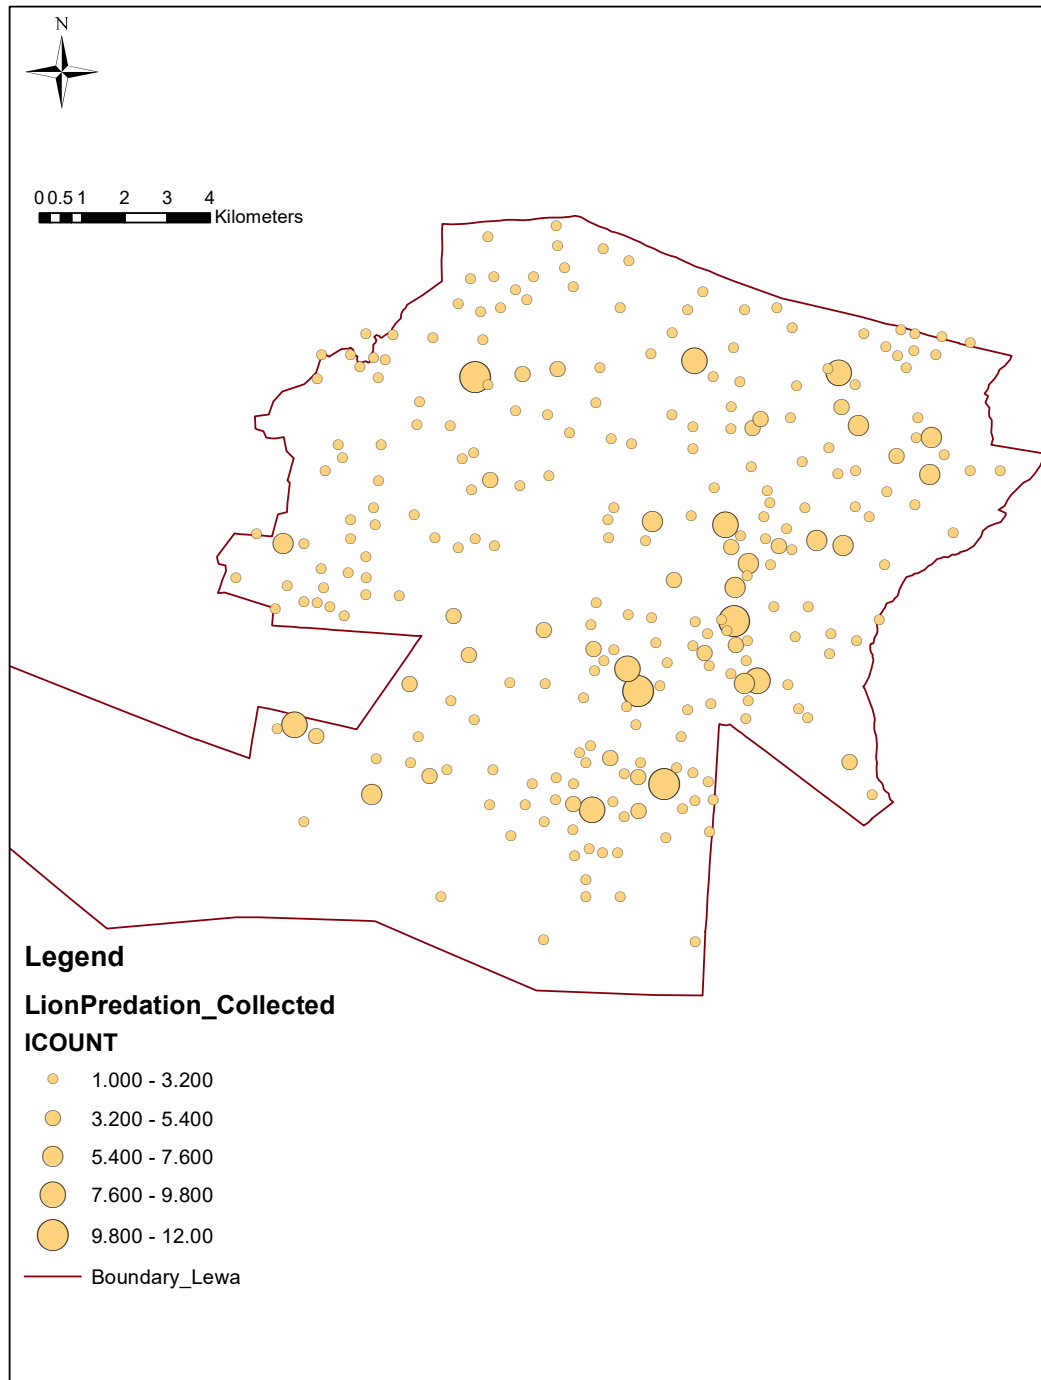 N
0 0.5 1 2 3 4
Kilometers
Legend
LionPredation_Collected
ICOUNT
1.000 - 3.200
3.200 - 5.400
5.400 - 7.600
7.600 - 9.800
9.800 - 12.00
Boundary_Lewa